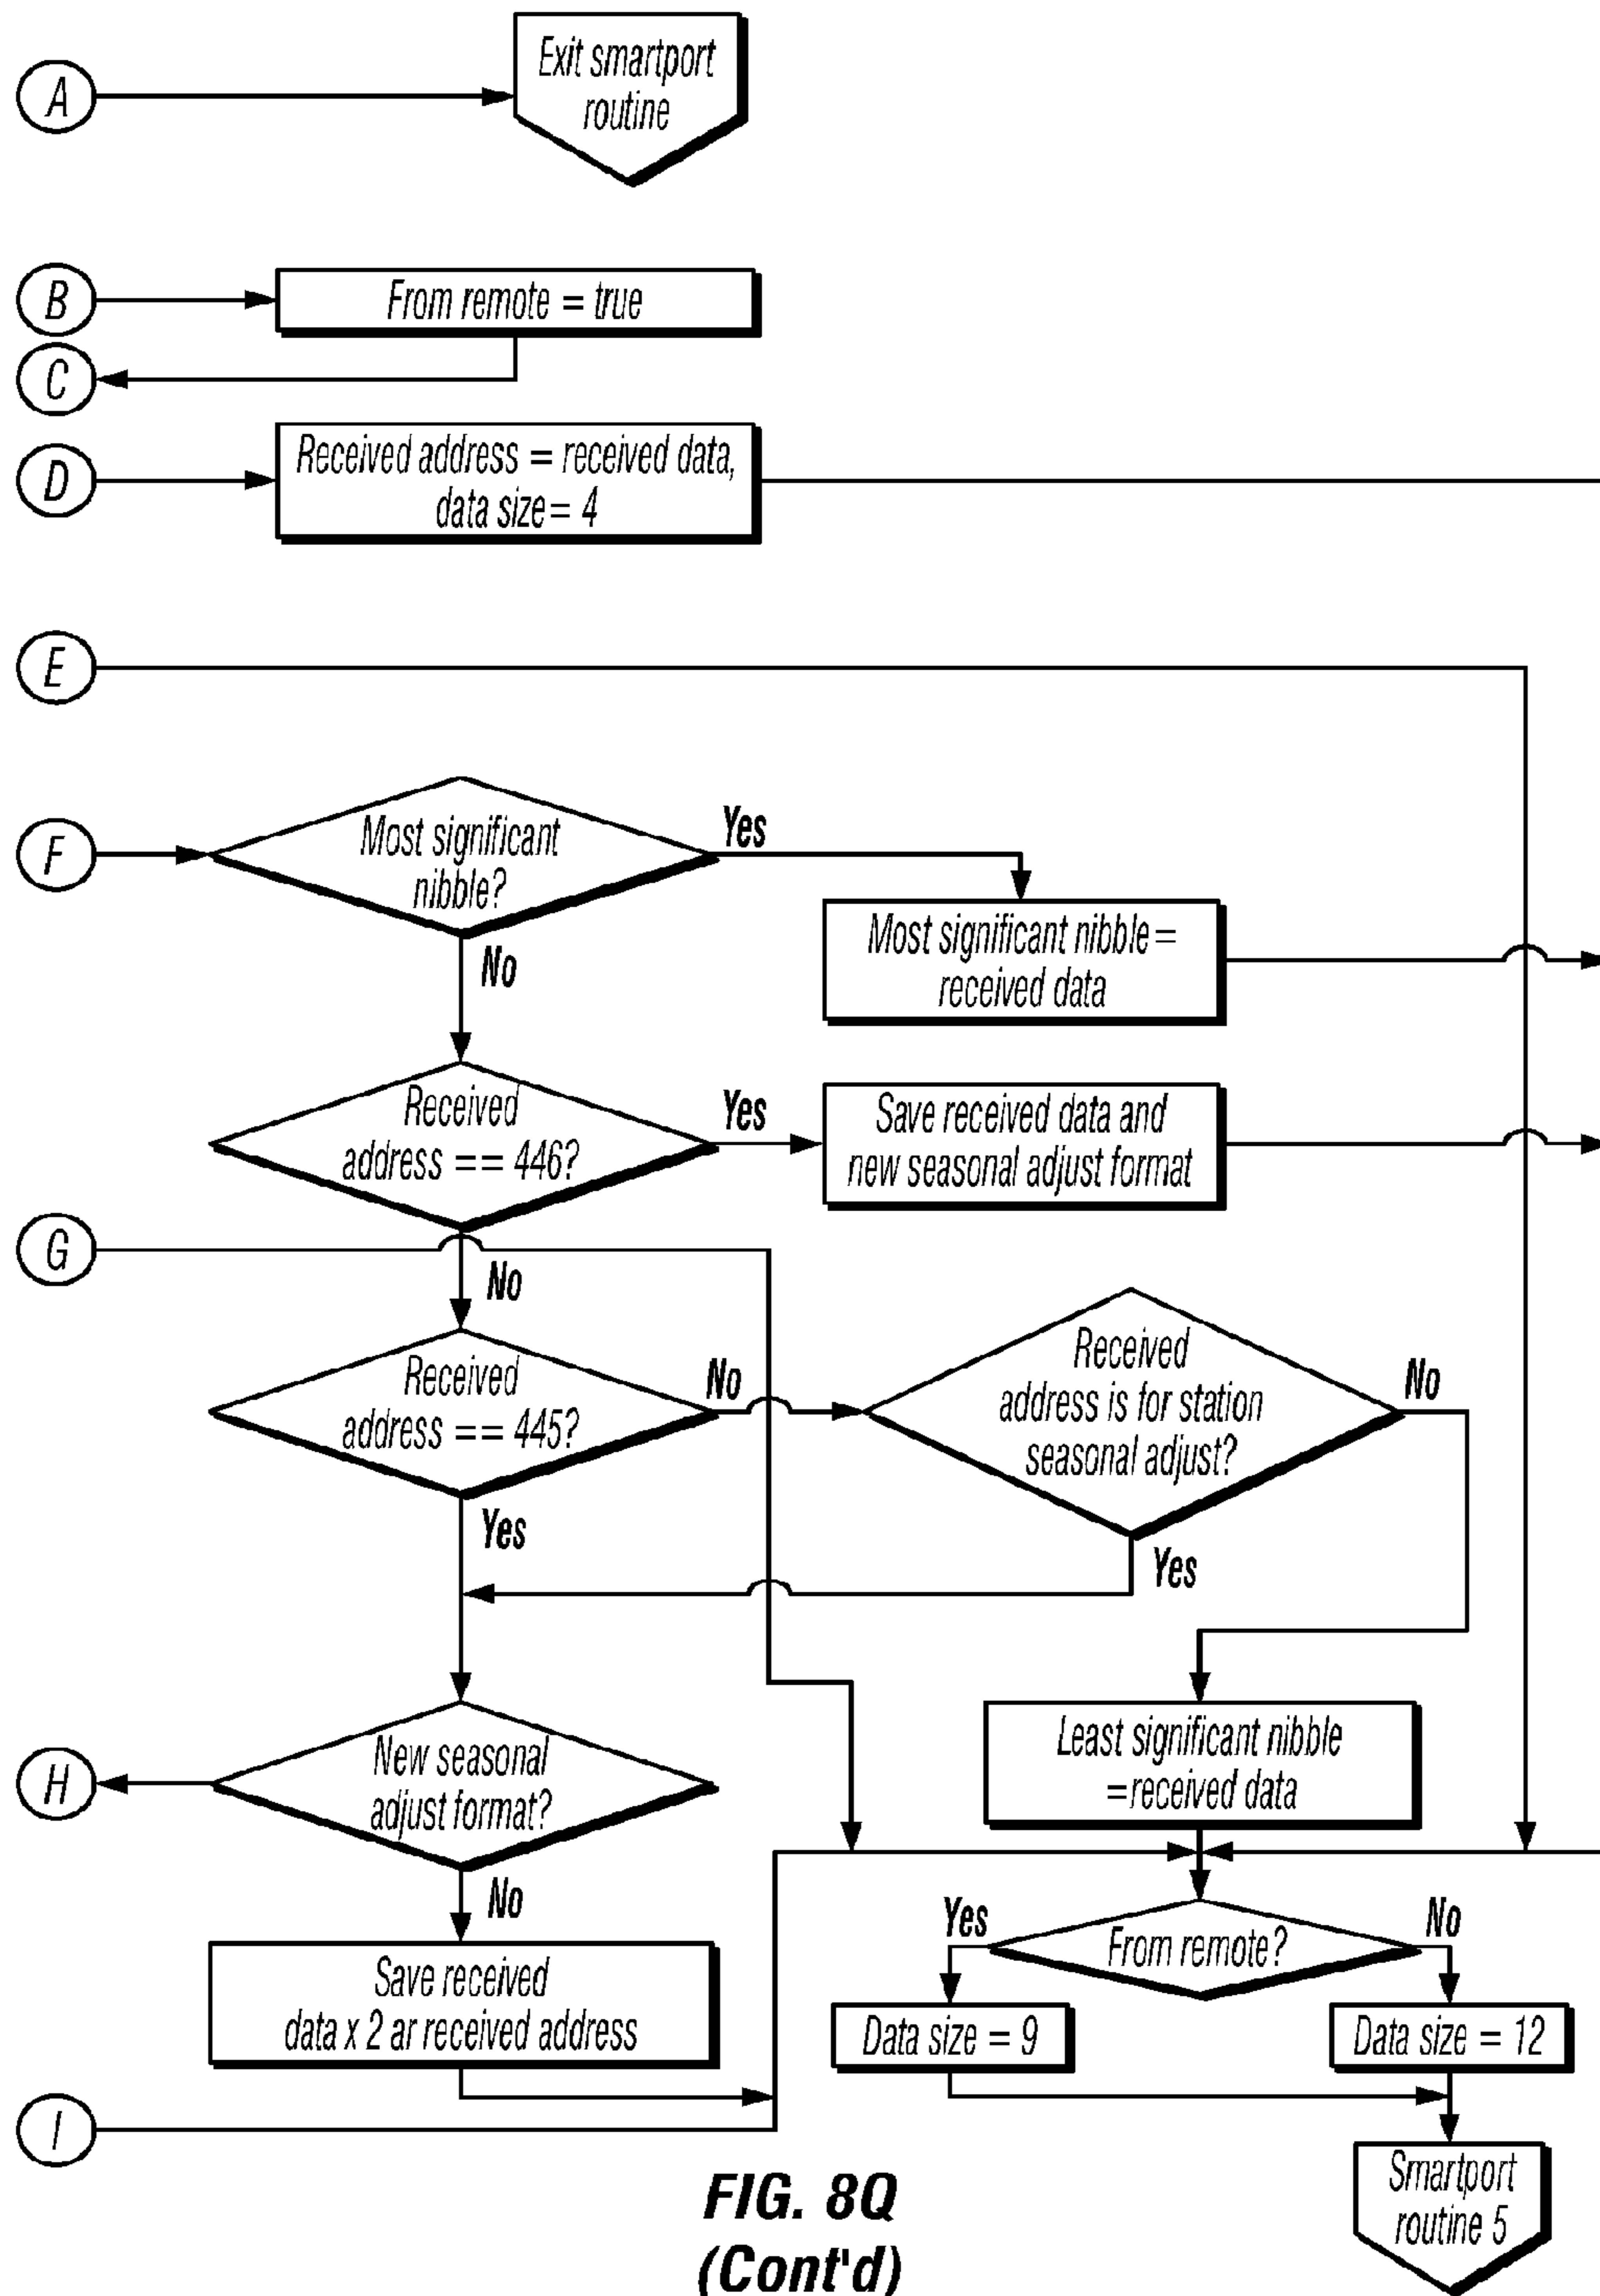 A
Exit smartport
routine
B
From remote = true
C
D
Received address = received data,
data size = 4
E
F
Most significant
nibble?
Yes
No
Most significant nibble =
received data
Received
address == 446?
Yes
Save received data and
new seasonal adjust format
G
No
Received
address == 445?
No
Received
address is for station
seasonal adjust?
No
Yes
Yes
H
New seasonal
adjust format?
Least significant nibble
=received data
No
Save received
data x 2 ar received address
Yes
From remote?
No
Data size = 9
Data size = 12
I
Smartport
routine 5
FIG. 8Q
(Cont'd)